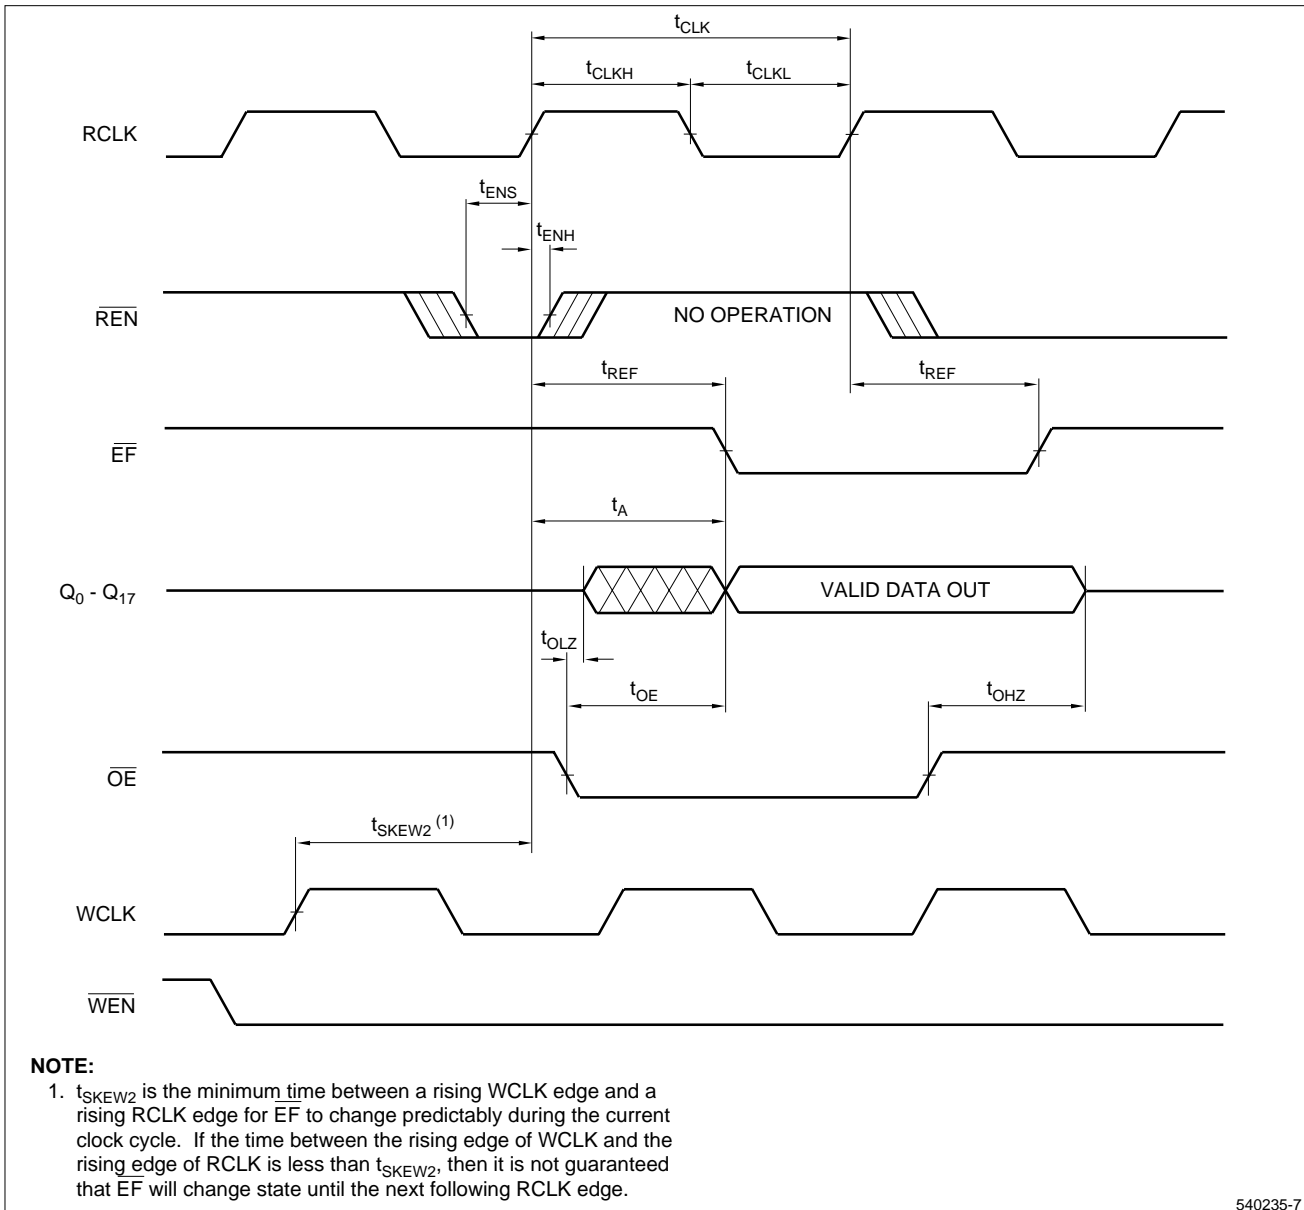 tCLK
tCLKH
tCLKL
RCLK
tENS
tENH
REN
NO OPERATION
tREF
tREF
EF
tA
Q0 - Q17
VALID DATA OUT
tOLZ
tOE
tOHZ
OE
tSKEW2 (1)
WCLK
WEN
NOTE:
1. tSKEW2 is the minimum time between a rising WCLK edge and a
rising RCLK edge for EF to change predictably during the current
clock cycle. If the time between the rising edge of WCLK and the
rising edge of RCLK is less than tSKEW2, then it is not guaranteed
that EF will change state until the next following RCLK edge.
540235-7